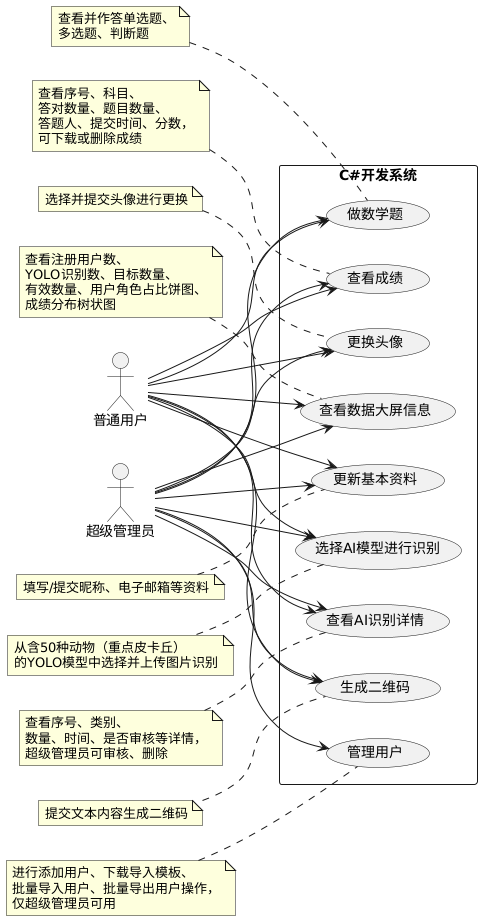 查看并作答单选题、
多选题、判断题
查看序号、科目、
答对数量、题目数量、
答题人、提交时间、分数，
可下载或删除成绩
C#开发系统
选择并提交头像进行更换
做数学题
查看注册用户数、
YOLO识别数、目标数量、
有效数量、用户角色占比饼图、
成绩分布树状图
查看成绩
更换头像
普通用户
查看数据大屏信息
超级管理员
更新基本资料
填写/提交昵称、电子邮箱等资料
选择AI模型进行识别
从含50种动物（重点皮卡丘）
的YOLO模型中选择并上传图片识别
查看AI识别详情
查看序号、类别、
数量、时间、是否审核等详情，
超级管理员可审核、删除
生成二维码
提交文本内容生成二维码
管理用户
进行添加用户、下载导入模板、
批量导入用户、批量导出用户操作，
仅超级管理员可用